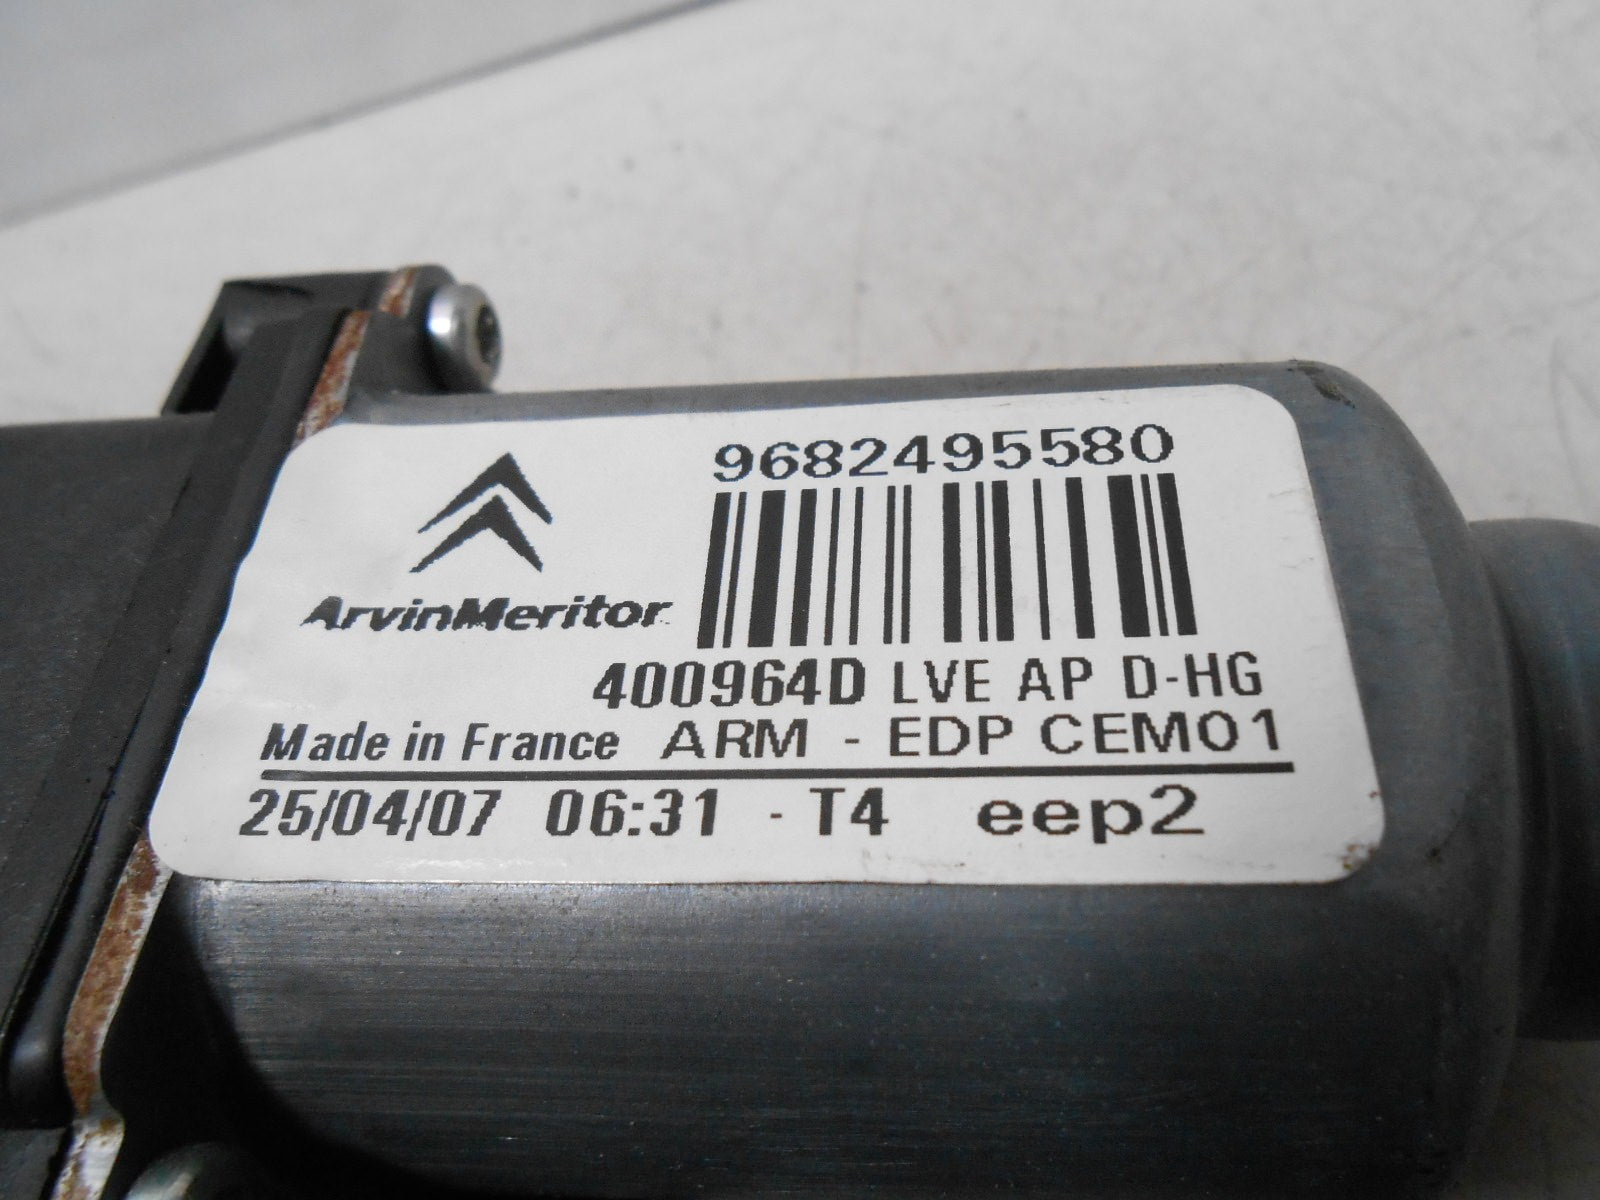 9682495580
ArvinMeritor
400964D LVE AP D-HG
Made in France ARM - EDP CEM01
25/04/07 06:31 - T4 eep2